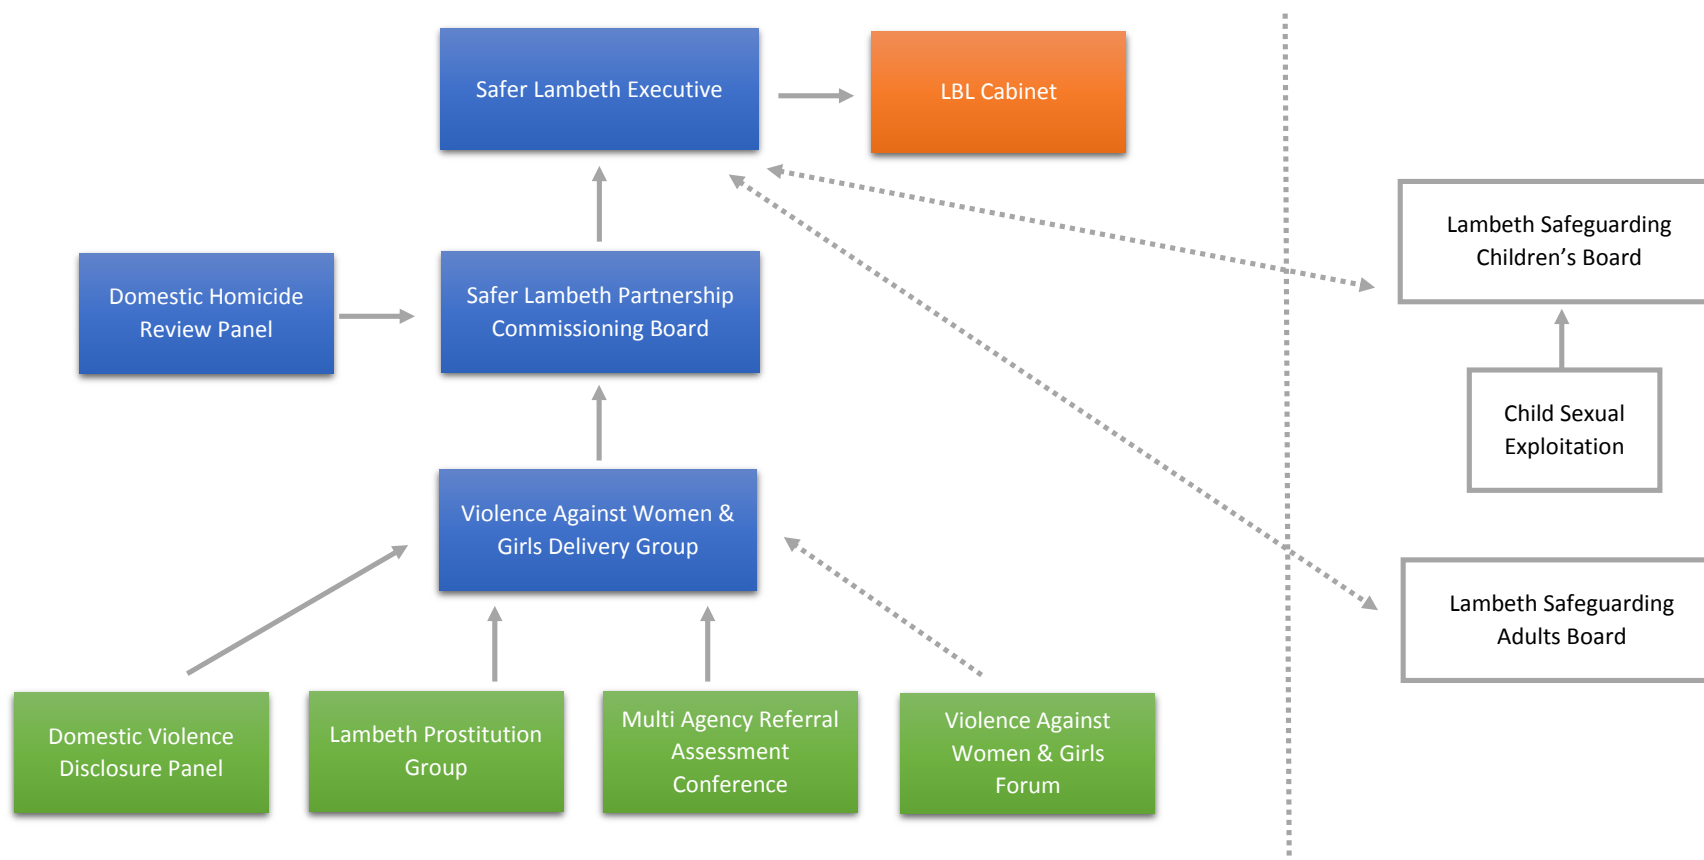 Safer Lambeth Executive
LBL Cabinet
Lambeth Safeguarding
Children’s Board
Domestic Homicide
Review Panel
Safer Lambeth Partnership
Commissioning Board
Child Sexual
Exploitation
Violence Against Women &
Girls Delivery Group
Lambeth Safeguarding
Adults Board
Domestic Violence
Disclosure Panel
Lambeth Prostitution
Group
Multi Agency Referral
Assessment
Conference
Violence Against
Women & Girls
Forum